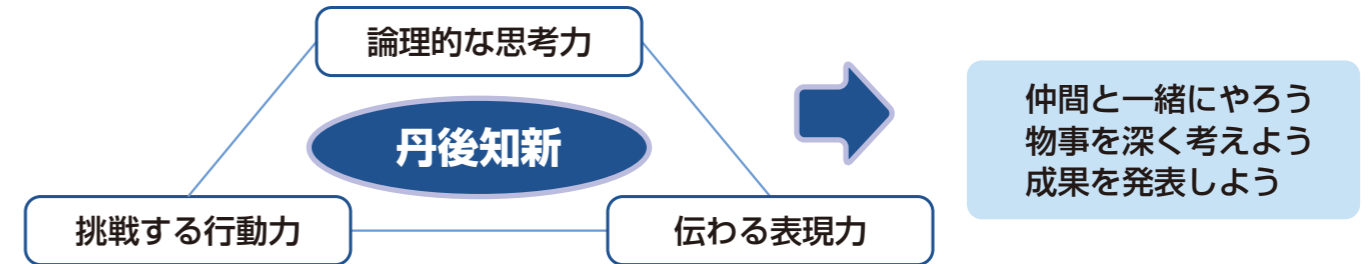 論理的な思考力
丹後知新
挑戦する行動力
伝わる表現力
仲間と一緒にやろう
物事を深く考えよう
成果を発表しよう